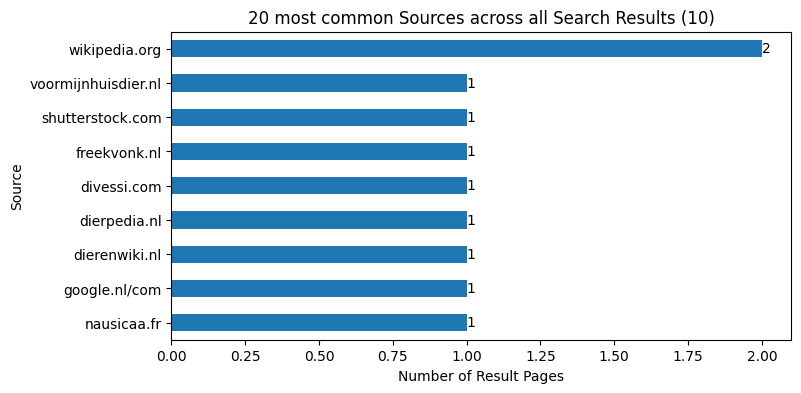 20 most common Sources across all Search Results (10)
wikipedia.org 2
voormijnhuisdier.nl 1
shutterstock.com 1
freekvonk.nl 1
divessi.com 1
dierpedia.nl 1
dierenwiki.nl 1
google.nl/com 1
nausicaa.fr 1
Source
0.00 0.25 0.50 0.75 1.00 1.25 1.50 1.75 2.00
Number of Result Pages